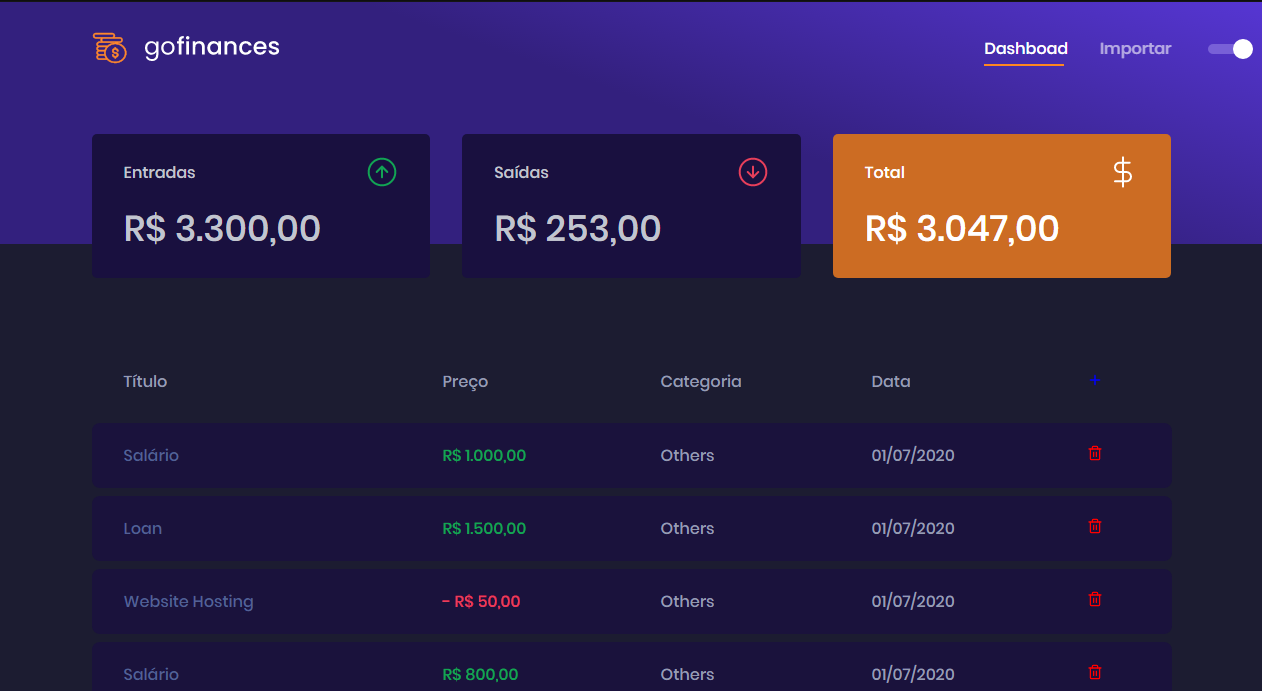 gofinances
Dashboad Importar
Entradas
R$ 3.300,00
Saídas
R$ 253,00
Total
$
R$ 3.047,00
Título Preço Categoria Data +
Salário R$ 1.000,00 Others 01/07/2020
Loan R$ 1.500,00 Others 01/07/2020
Website Hosting - R$ 50,00 Others 01/07/2020
Salário R$ 800,00 Others 01/07/2020